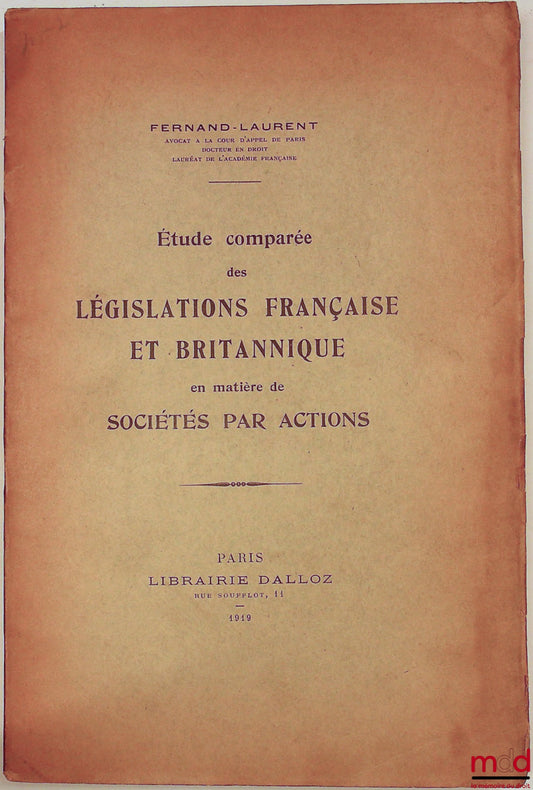 FERNAND-LAURENT
AVOCAT A LA COUR D'APPEL DE PARIS
DOCTEUR EN DROIT
LAURÉAT DE L'ACADÉMIE FRANÇAISE
Étude comparée
des
LÉGISLATIONS FRANÇAISE
ET BRITANNIQUE
en matière de
SOCIÉTÉS PAR ACTIONS
PARIS
LIBRAIRIE DALLOZ
RUE SOUFFLOT, 11
1919
mdd
la mémoire du droit